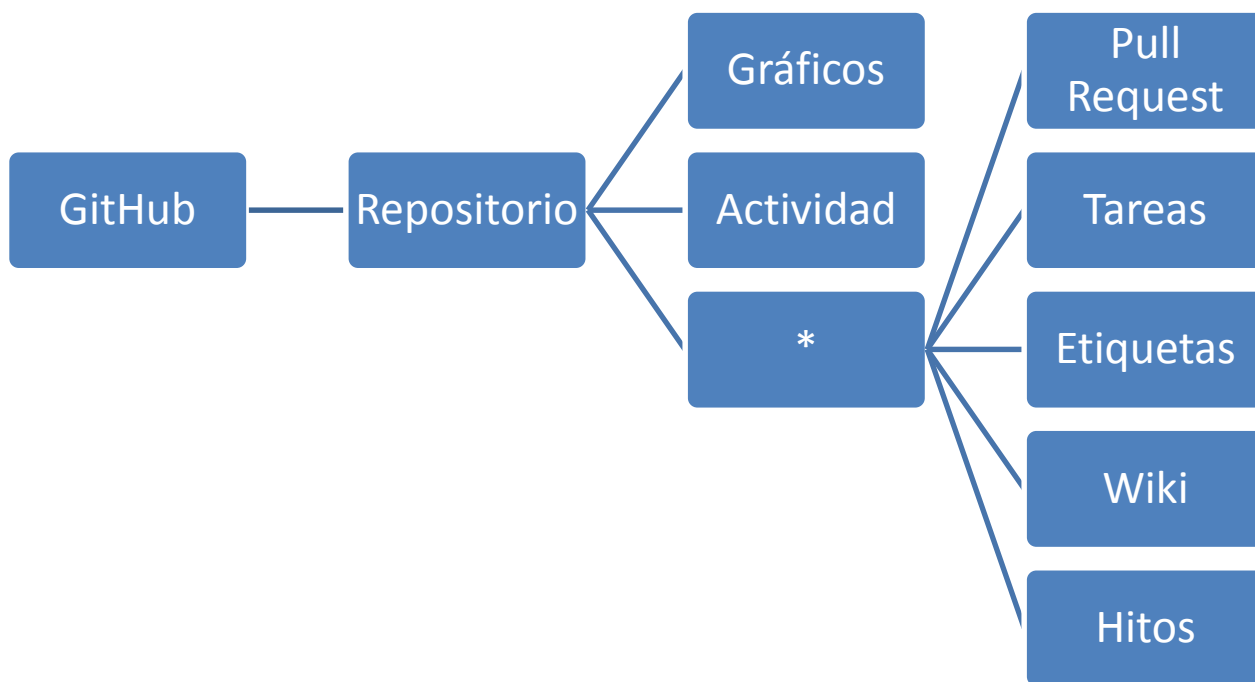 GitHub
Repositorio
Gráficos
Actividad
*
Pull
Request
Tareas
Etiquetas
Wiki
Hitos